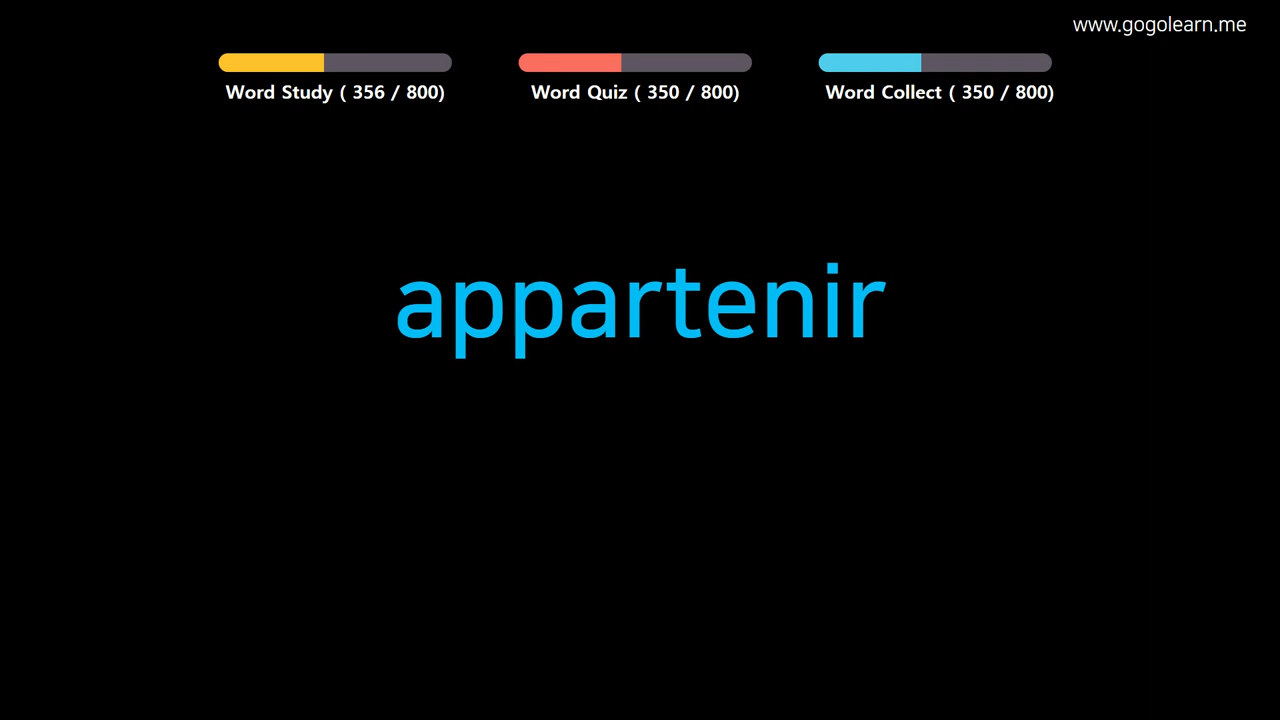 www.gogolearn.me
Word Study ( 356 / 800)
Word Quiz ( 350 / 800)
Word Collect ( 350 / 800)
appartenir